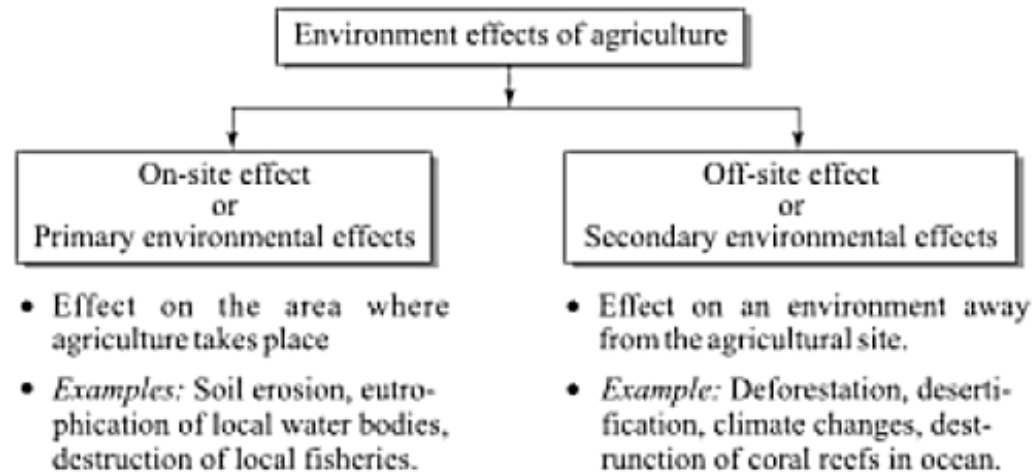 Environment effects of agriculture
On-site effect
or
Primary environmental effects
• Effect on the area where
agriculture takes place
• Examples: Soil erosion, eutro-
phication of local water bodies,
destruction of local fisheries.
Off-site effect
or
Secondary environmental effects
• Effect on an environment away
from the agricultural site.
• Example: Deforestation, deserti-
fication, climate changes, dest-
runction of coral reefs in ocean.